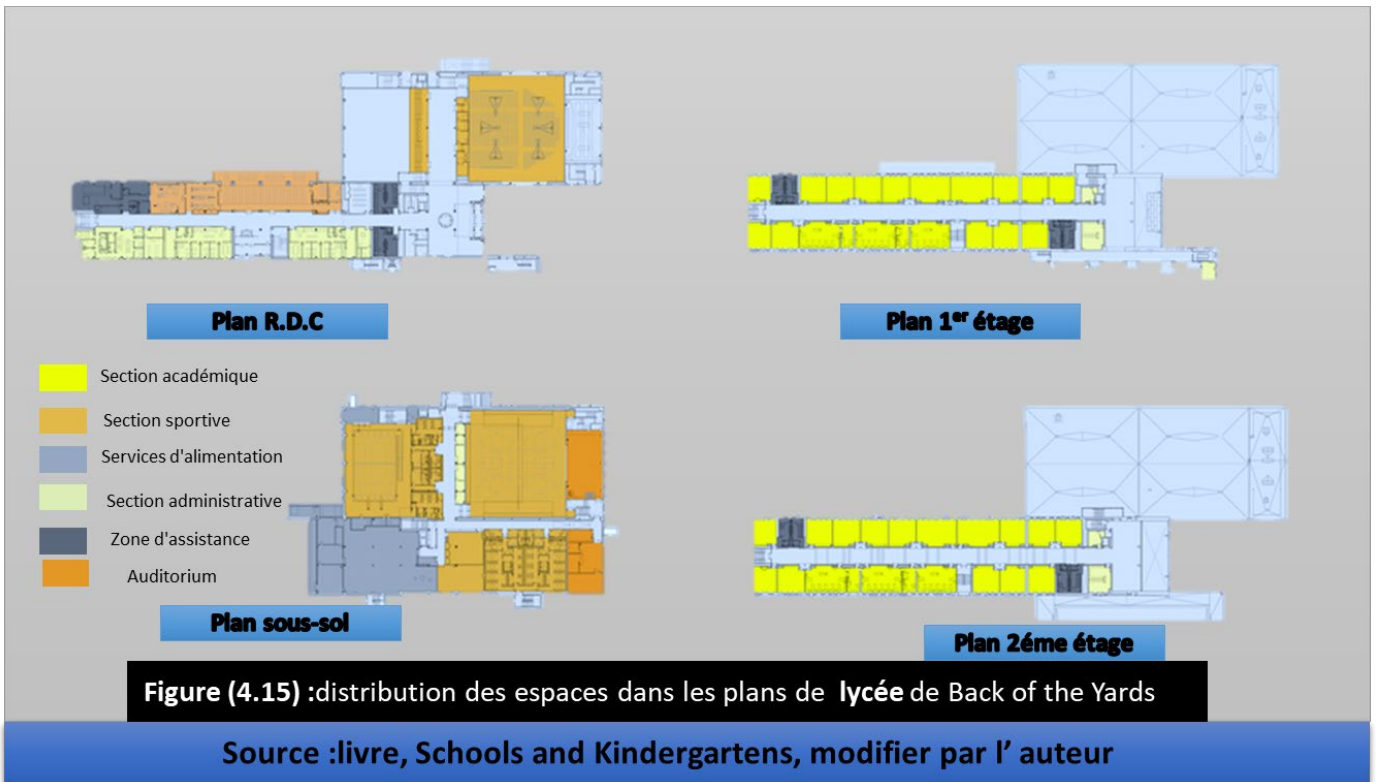 Plan R.D.C
Plan 1er étage
Section académique
Section sportive
Services d'alimentation
Section administrative
Zone d'assistance
Auditorium
Plan sous-sol
Plan 2éme étage
Figure (4.15) :distribution des espaces dans les plans de lycée de Back of the Yards
Source :livre, Schools and Kindergartens, modifier par l' auteur